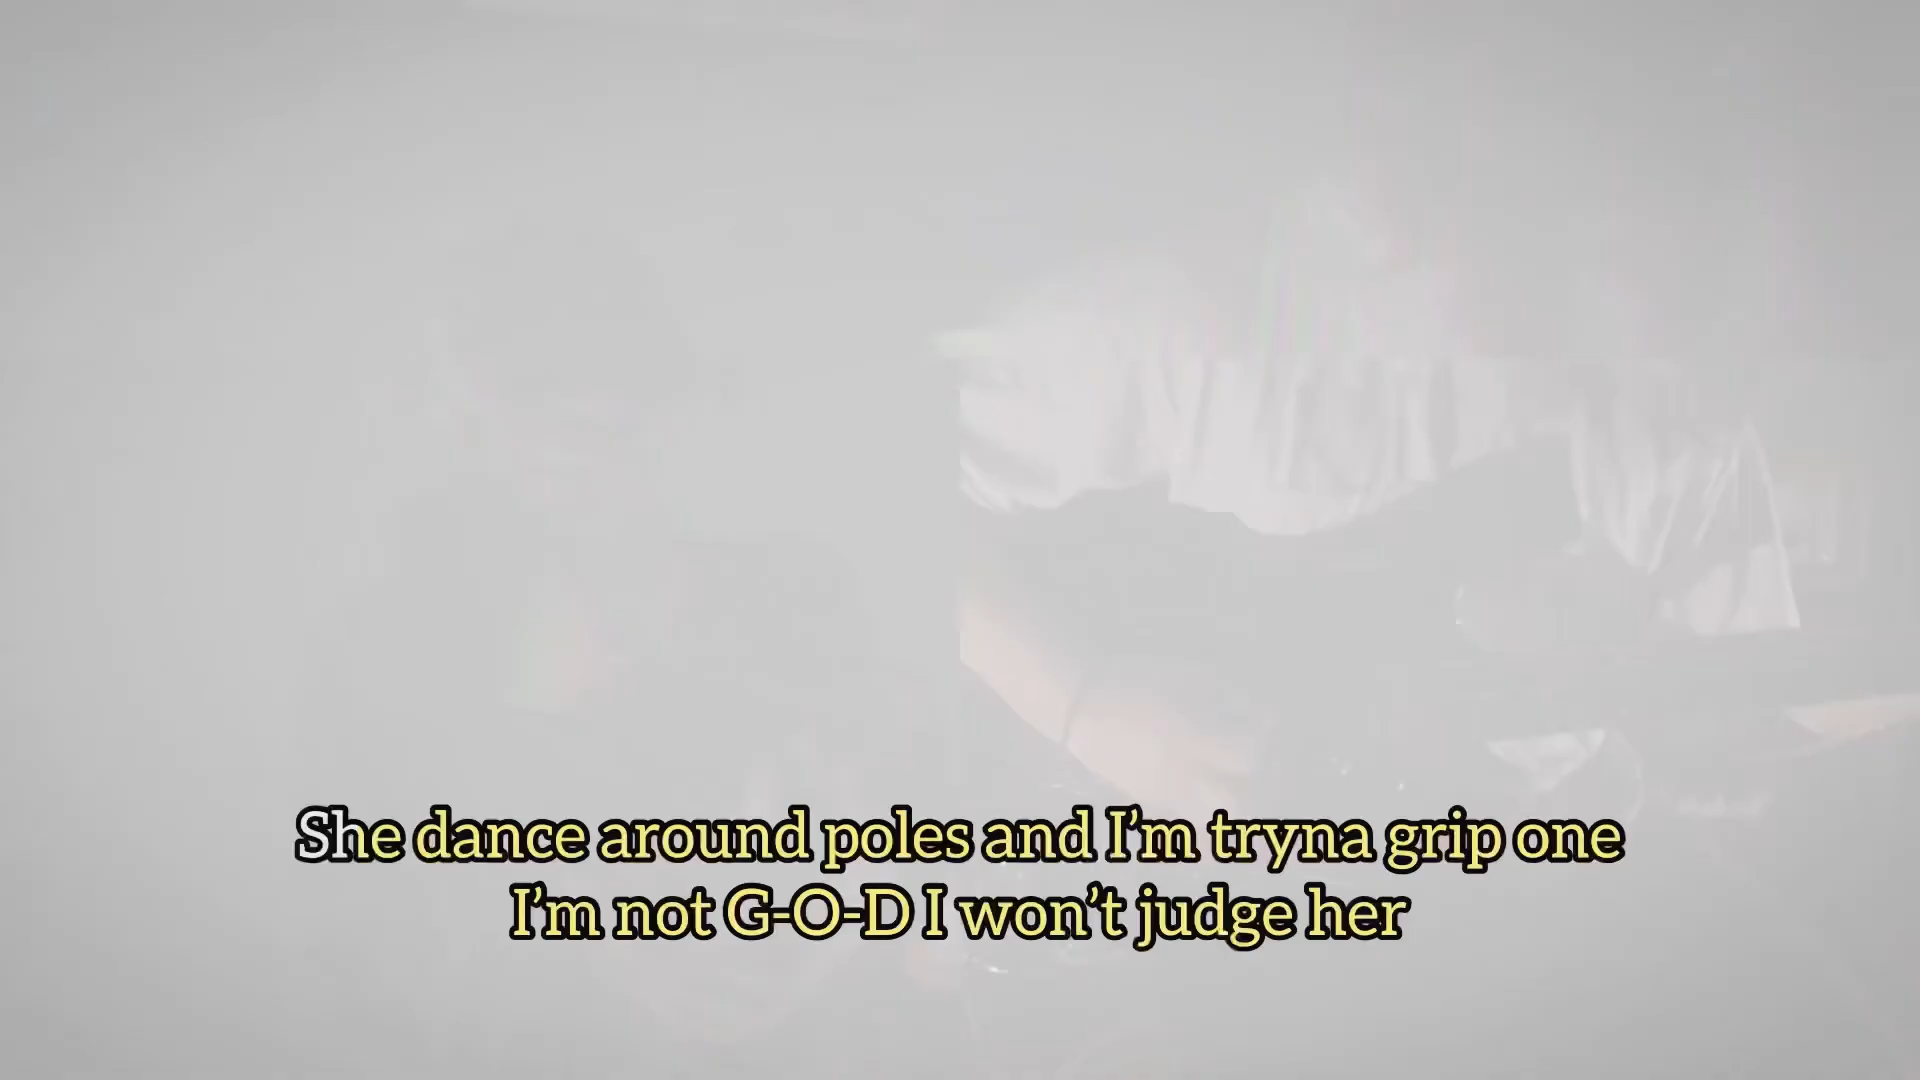 She dance around poles and I’m tryna grip one
I’m not G-O-D I won’t judge her